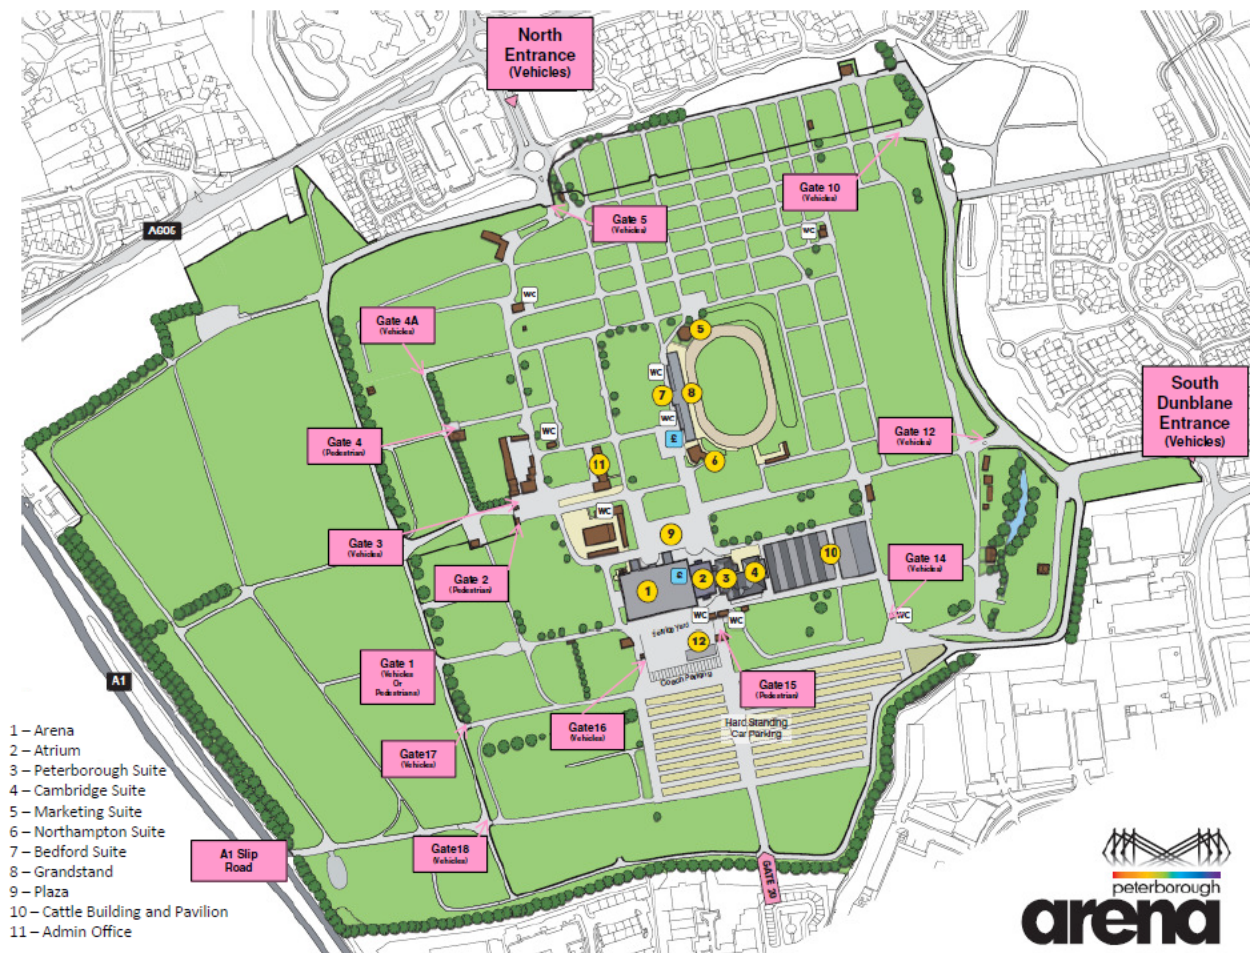 North
Entrance
(Vehicles)
Gate 10
(Vehicles)
Gate 5
(Vehicles)
A605
WC
WC
Gate 4A
(Vehicles)
5
WC
7
8
South
Dunblane
Entrance
(Vehicles)
WC
£
Gate 12
(Vehicles)
Gate 4
(Pedestrian)
WC
11
6
WC
9
Gate 3
(Vehicles)
Gate 2
(Pedestrian)
10
Gate 14
(Vehicles)
1
£
2
3
4
WC
WC
WC
Service Yard
12
Coach Parking
Gate 1
(Vehicles
Or
Pedestrians)
Gate15
(Pedestrian)
Gate16
(Vehicles)
Hard Standing
Car Parking
A1
Gate17
(Vehicles)
Gate18
(Vehicles)
A1 Slip
Road
GATE 20
1 – Arena
2 – Atrium
3 – Peterborough Suite
4 – Cambridge Suite
5 – Marketing Suite
6 – Northampton Suite
7 – Bedford Suite
8 – Grandstand
9 – Plaza
10 – Cattle Building and Pavilion
11 – Admin Office
peterborough
arena